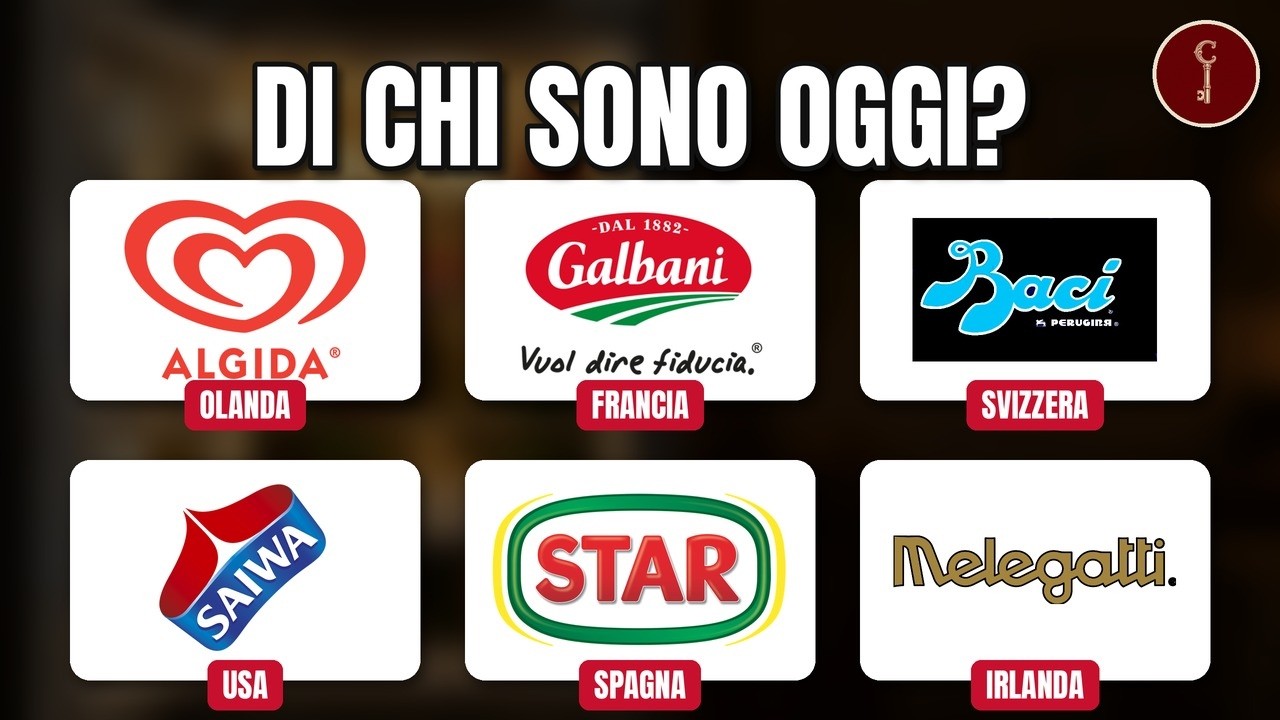 DI CHI SONO OGGI?
C
ALGIDA®
OLANDA
-DAL 1882-
Galbani
Vuol dire fiducia.®
FRANCIA
Baci®
PERUGINA®
SVIZZERA
SAIWA
USA
STAR
SPAGNA
Melegatti.
IRLANDA